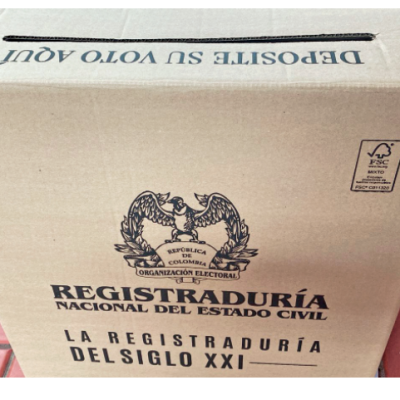 DEPOSITE SU VOTO AQUÍ
FSC
MIXTO
REPÚBLICA
DE
COLOMBIA
ORGANIZACIÓN ELECTORAL
REGISTRADURÍA
NACIONAL DEL ESTADO CIVIL
LA REGISTRADURÍA
DEL SIGLO XXI